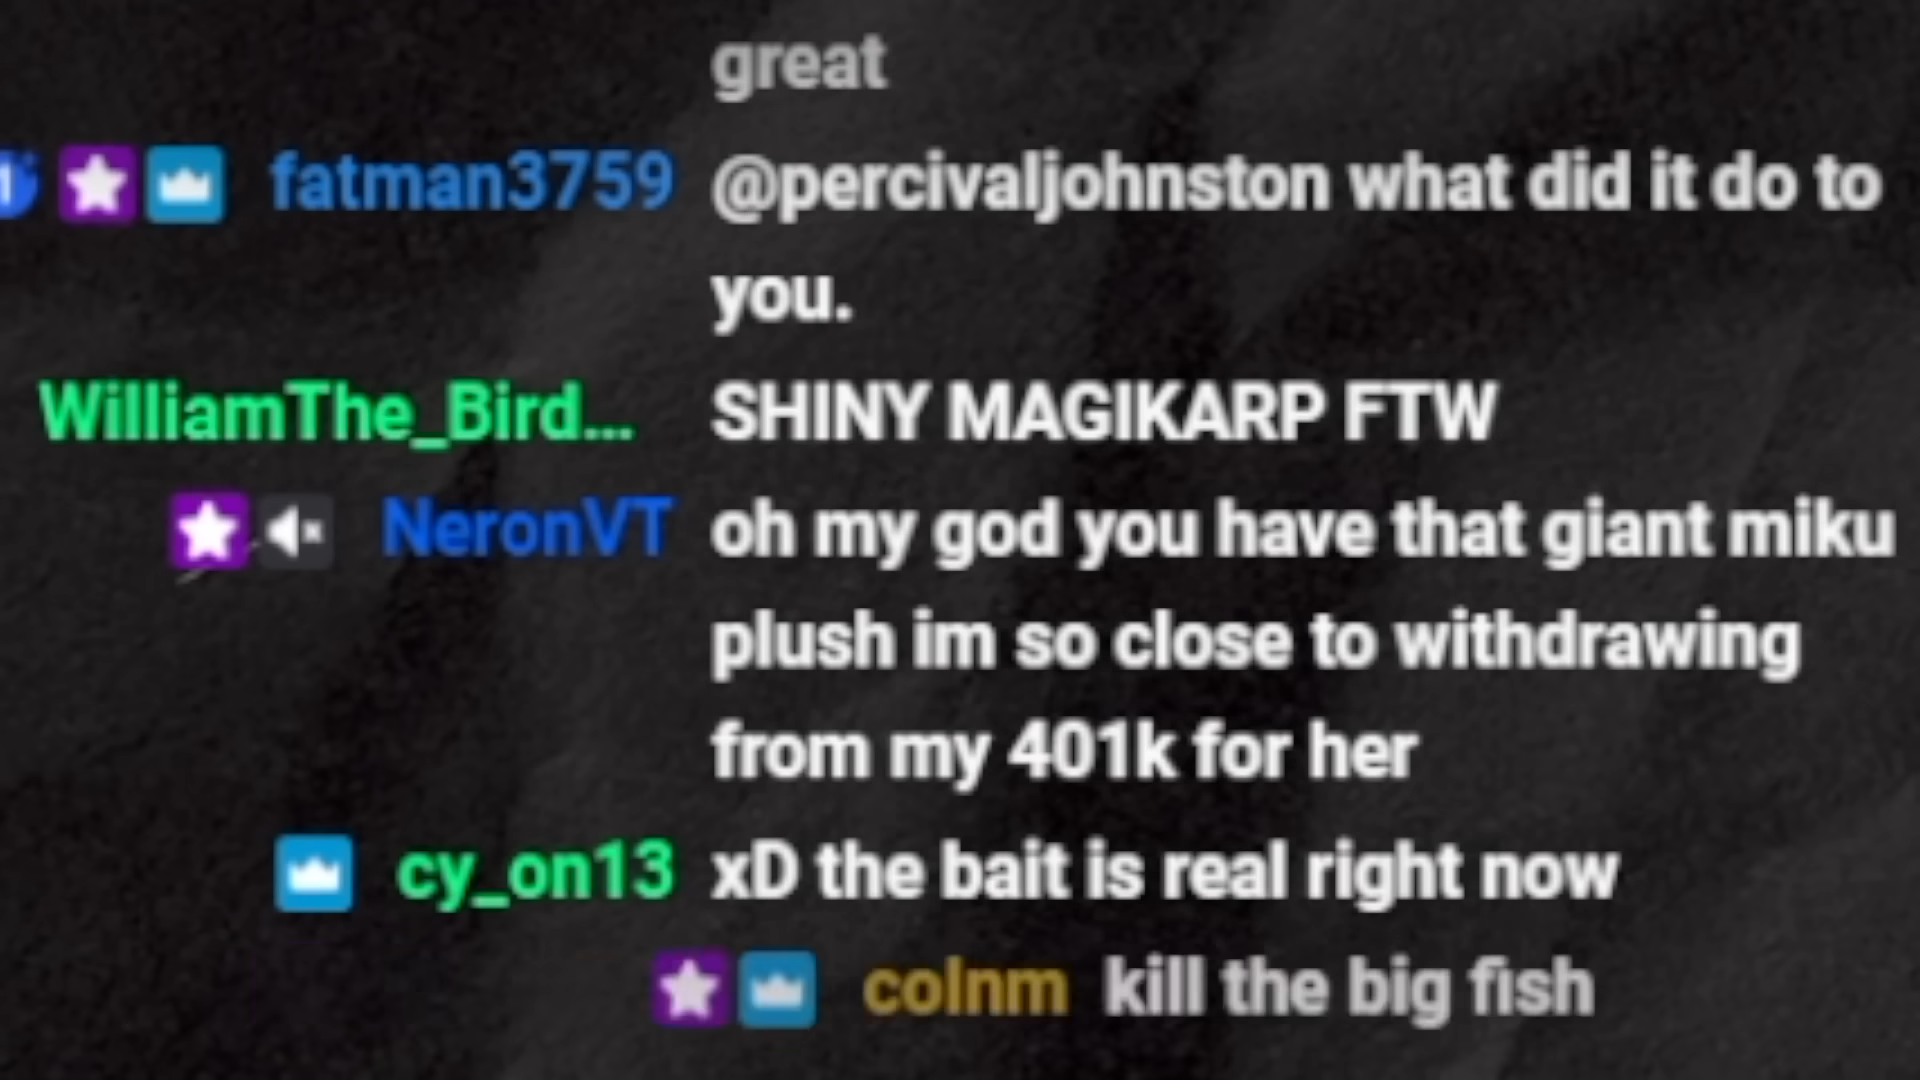 great
fatman3759 @percivaljohnston what did it do to
you.
WilliamThe_Bird... SHINY MAGIKARP FTW
NeronVT oh my god you have that giant miku
plush im so close to withdrawing
from my 401k for her
cy_on13 xD the bait is real right now
colnm kill the big fish